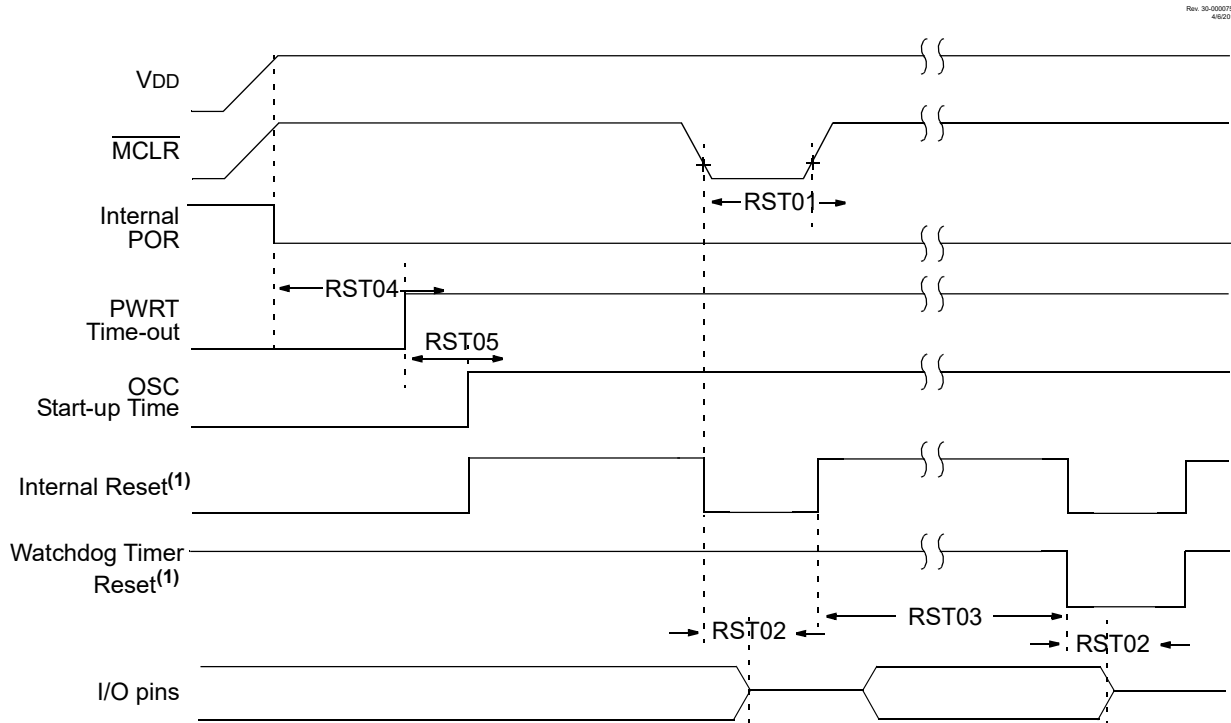 Rev. 30-000075
4/6/20
VDD
MCLR
RST01
Internal
POR
RST04
PWRT
Time-out
RST05
OSC
Start-up Time
Internal Reset(1)
Watchdog Timer
Reset(1)
RST02
RST03
RST02
I/O pins